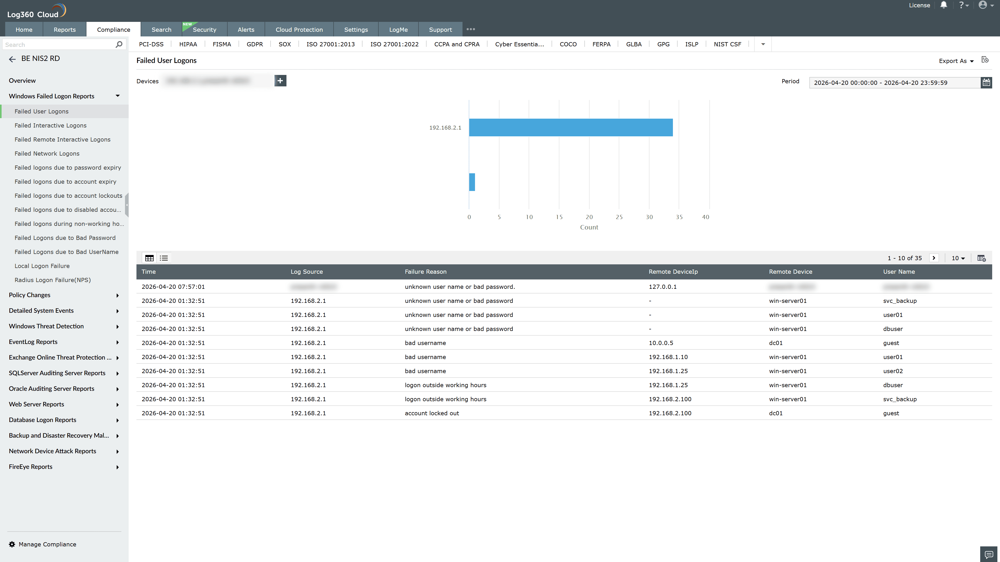 Log360 Cloud
License
?
Home Reports Compliance Search NEW Security Alerts Cloud Protection Settings LogMe Support
Search
PCI-DSS HIPAA FISMA GDPR SOX ISO 27001:2013 ISO 27001:2022 CCPA and CPRA Cyber Essentia... COCO FERPA GLBA GPG ISLP NIST CSF
BE NIS2 RD
Overview
Windows Failed Logon Reports
Failed User Logons
Failed Interactive Logons
Failed Remote Interactive Logons
Failed Network Logons
Failed logons due to password expiry
Failed logons due to account expiry
Failed logons due to account lockouts
Failed logons due to disabled accou...
Failed logons during non-working ho...
Failed Logons due to Bad Password
Failed Logons due to Bad UserName
Local Logon Failure
Radius Logon Failure(NPS)
Policy Changes
Detailed System Events
Windows Threat Detection
EventLog Reports
Exchange Online Threat Protection ...
SQLServer Auditing Server Reports
Oracle Auditing Server Reports
Web Server Reports
Database Logon Reports
Backup and Disaster Recovery Mal...
Network Device Attack Reports
FireEye Reports
Manage Compliance
Failed User Logons
Export As
Devices
Period 2026-04-20 00:00:00 - 2026-04-20 23:59:59
192.168.2.1
0 5 10 15 20 25 30 35 40
Count
1 - 10 of 35 10
Time Log Source Failure Reason Remote DeviceIp Remote Device User Name
2026-04-20 07:57:01 unknown user name or bad password. 127.0.0.1
2026-04-20 01:32:51 192.168.2.1 unknown user name or bad password - win-server01 svc_backup
2026-04-20 01:32:51 192.168.2.1 unknown user name or bad password - win-server01 user01
2026-04-20 01:32:51 192.168.2.1 unknown user name or bad password - win-server01 dbuser
2026-04-20 01:32:51 192.168.2.1 bad username 10.0.0.5 dc01 guest
2026-04-20 01:32:51 192.168.2.1 bad username 192.168.1.10 win-server01 user01
2026-04-20 01:32:51 192.168.2.1 bad username 192.168.1.25 win-server01 user02
2026-04-20 01:32:51 192.168.2.1 logon outside working hours 192.168.1.25 win-server01 dbuser
2026-04-20 01:32:51 192.168.2.1 logon outside working hours 192.168.2.100 win-server01 svc_backup
2026-04-20 01:32:51 192.168.2.1 account locked out 192.168.2.100 dc01 guest